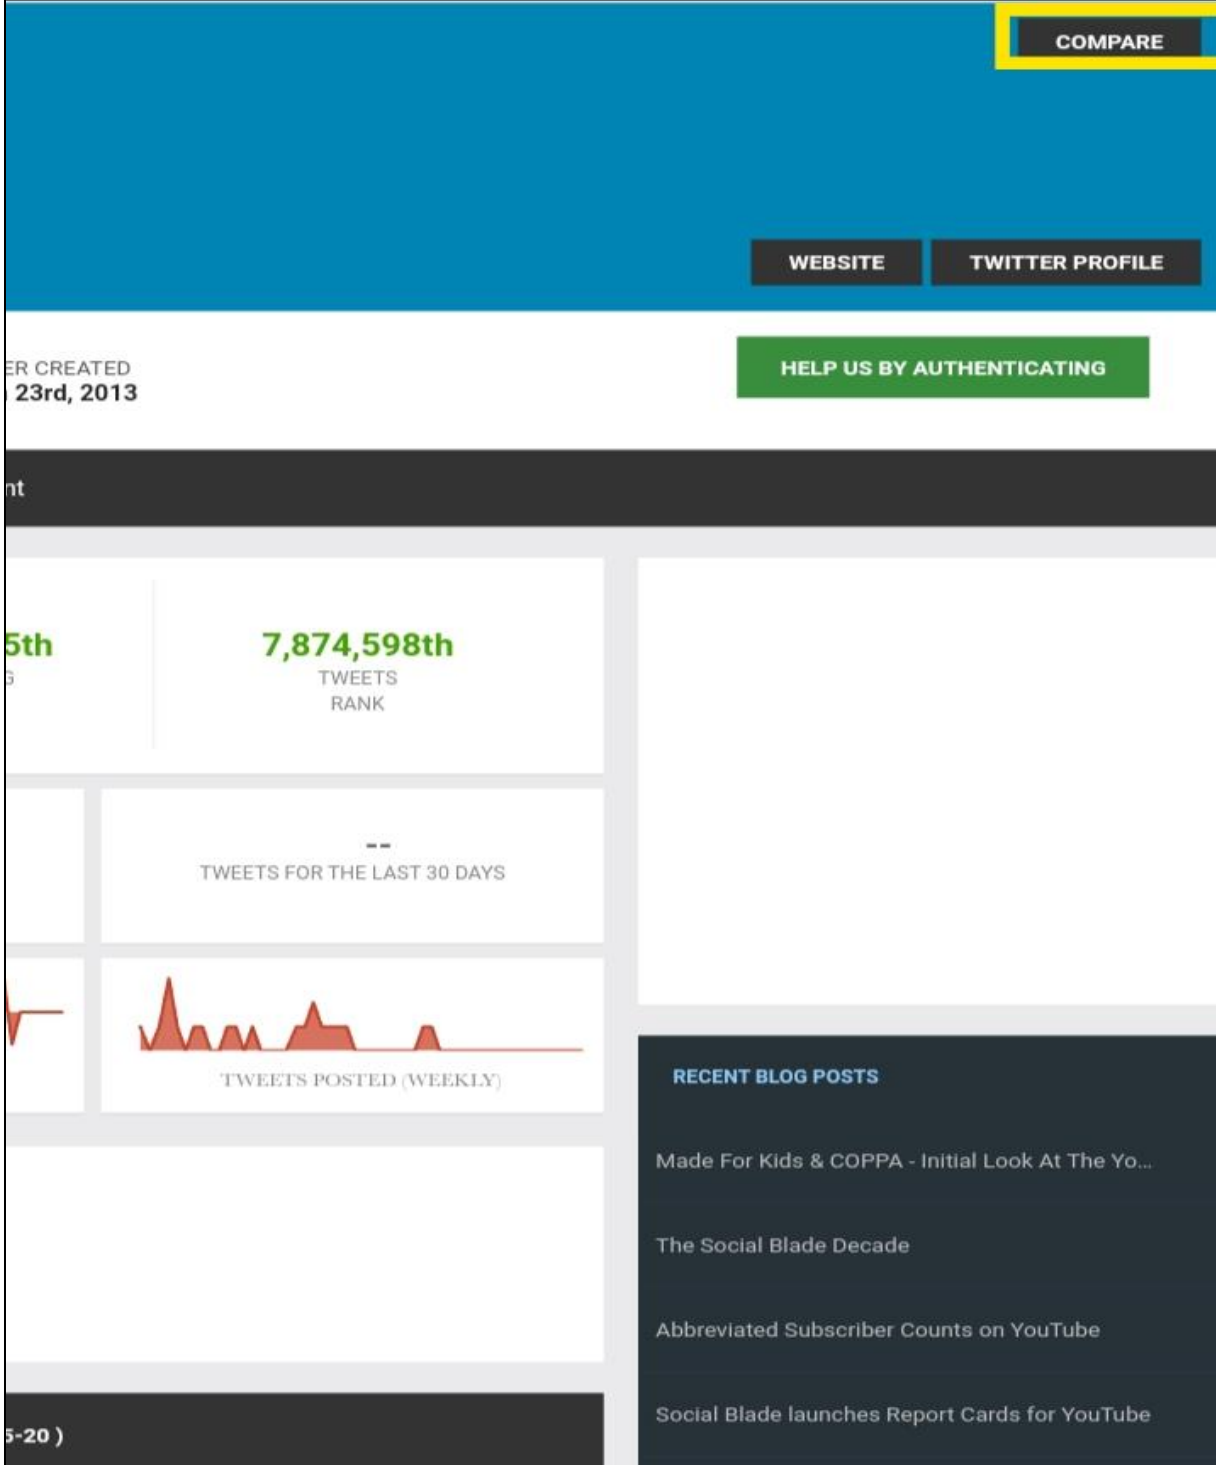 COMPARE
WEBSITE
TWITTER PROFILE
ER CREATED
23rd, 2013
HELP US BY AUTHENTICATING
nt
5th
7,874,598th
TWEETS
RANK
--
TWEETS FOR THE LAST 30 DAYS
TWEETS POSTED (WEEKLY)
RECENT BLOG POSTS
Made For Kids & COPPA - Initial Look At The Yo...
The Social Blade Decade
Abbreviated Subscriber Counts on YouTube
Social Blade launches Report Cards for YouTube
5-20 )